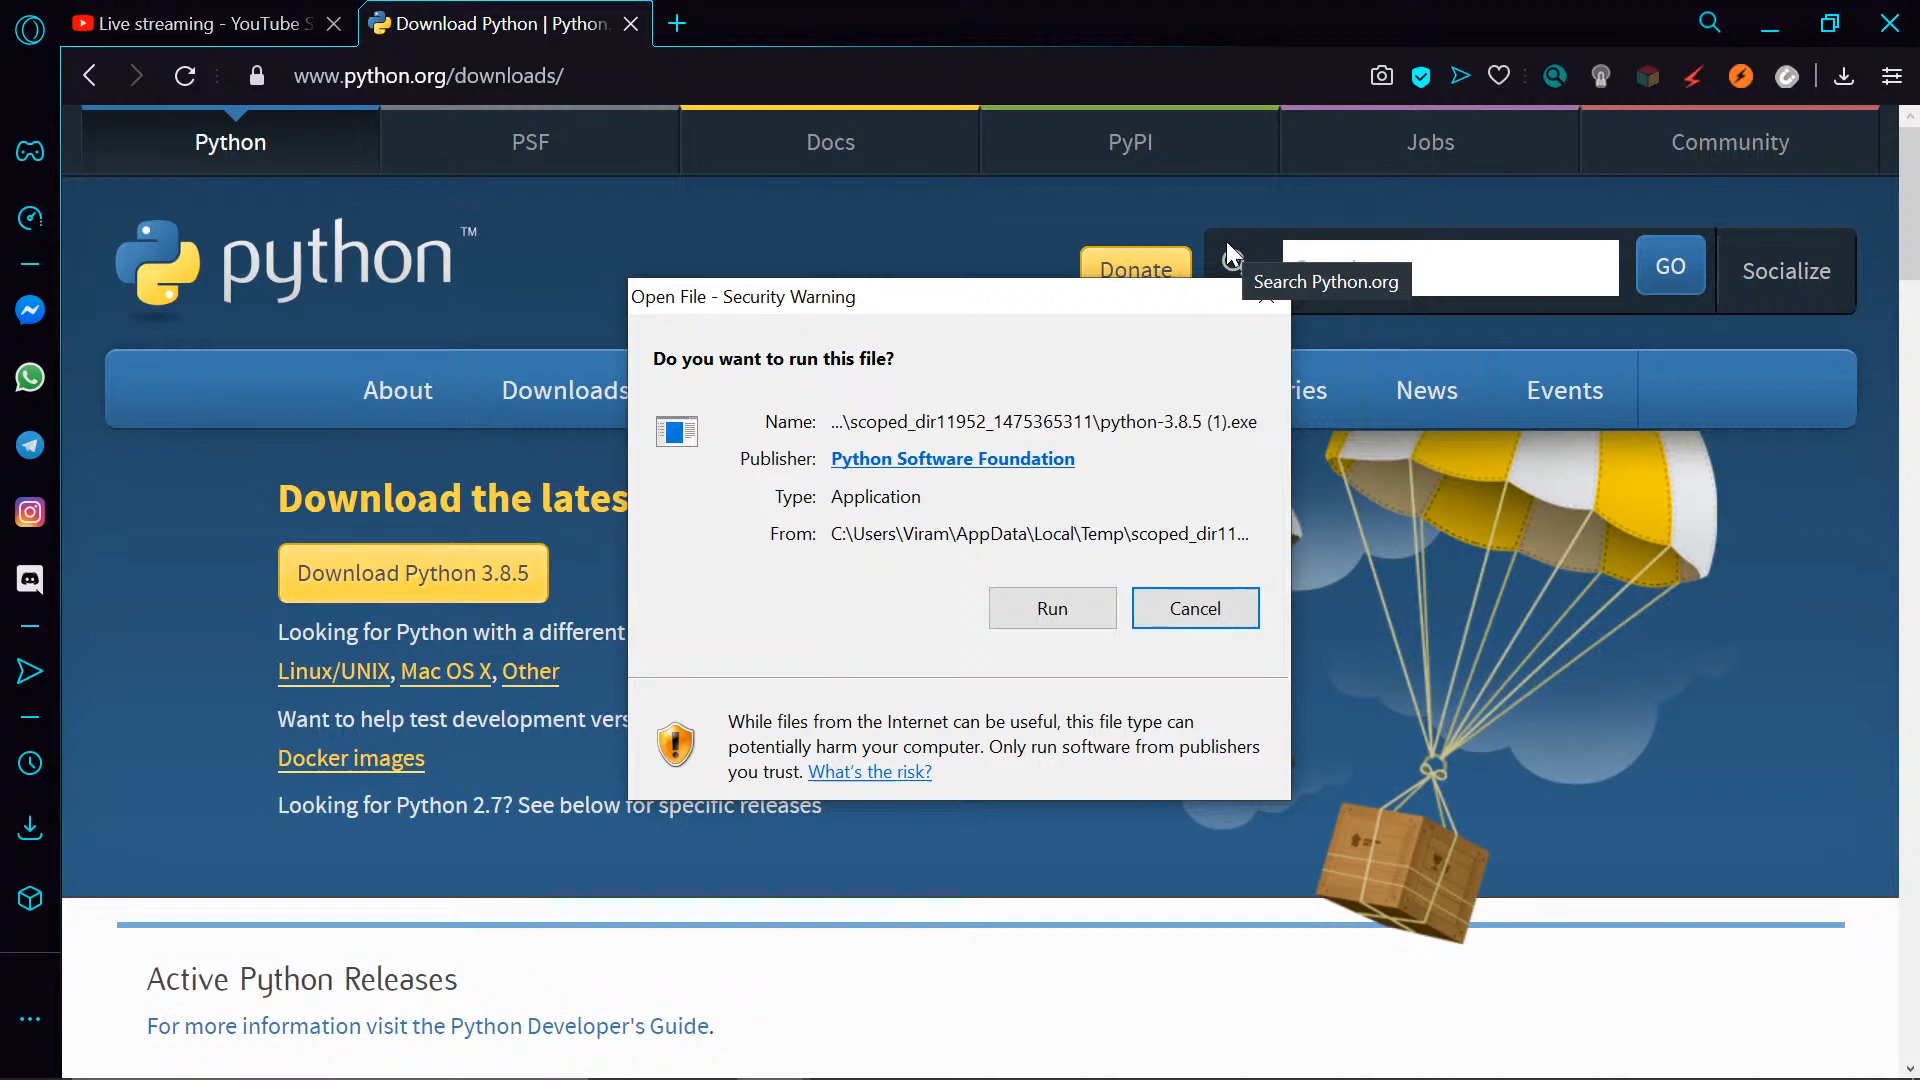 Live streaming - YouTube S
Download Python | Python.
www.python.org/downloads/
Python
PSF
Docs
PyPI
Jobs
Community
python™
Donate
GO
Socialize
Search Python.org
About
Downloads
ries
News
Events
Open File - Security Warning
Do you want to run this file?
Name: ...\scoped_dir11952_1475365311\python-3.8.5 (1).exe
Publisher: Python Software Foundation
Type: Application
From: C:\Users\Viram\AppData\Local\Temp\scoped_dir11...
Run
Cancel
While files from the Internet can be useful, this file type can
potentially harm your computer. Only run software from publishers
you trust. What's the risk?
Download the lates
Download Python 3.8.5
Looking for Python with a different
Linux/UNIX, Mac OS X, Other
Want to help test development vers
Docker images
Looking for Python 2.7? See below for specific releases
Active Python Releases
For more information visit the Python Developer's Guide.